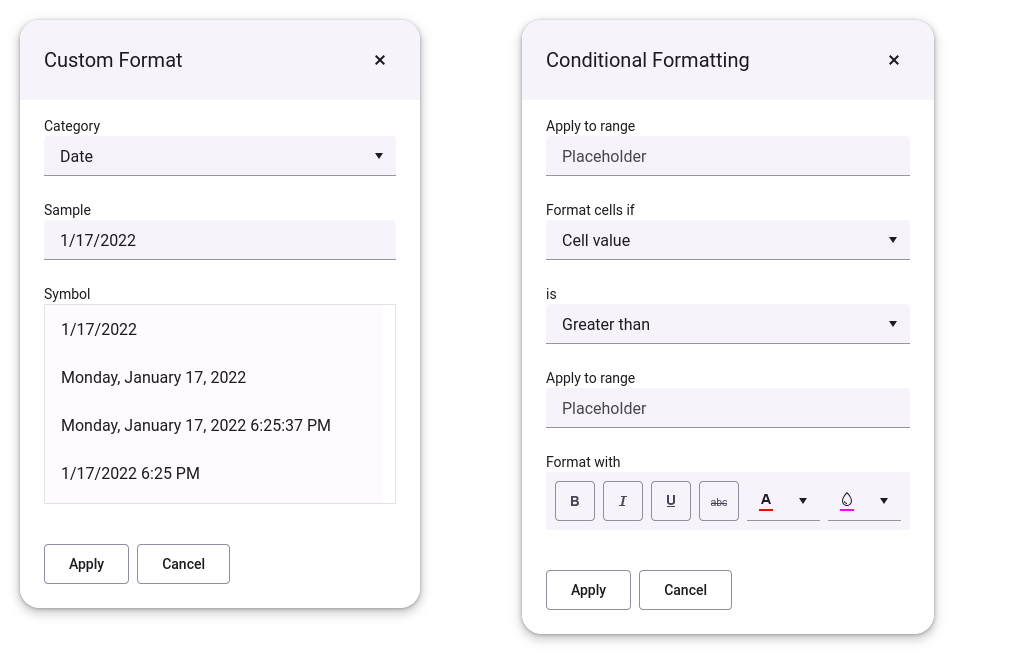 Custom Format
Category
Date
Sample
1/17/2022
Symbol
1/17/2022
Monday, January 17, 2022
Monday, January 17, 2022 6:25:37 PM
1/17/2022 6:25 PM
Apply Cancel
Conditional Formatting
Apply to range
Placeholder
Format cells if
Cell value
is
Greater than
Apply to range
Placeholder
Format with
B I U abc A
Apply Cancel